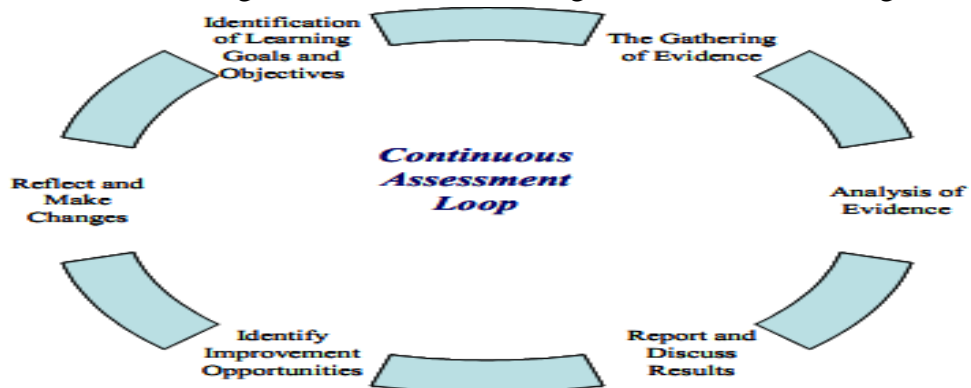 Identification
of Learning
Goals and
Objectives
The Gathering
of Evidence
Continuous
Assessment
Loop
Reflect and
Make
Changes
Analysis of
Evidence
Identify
Improvement
Opportunities
Report and
Discuss
Results